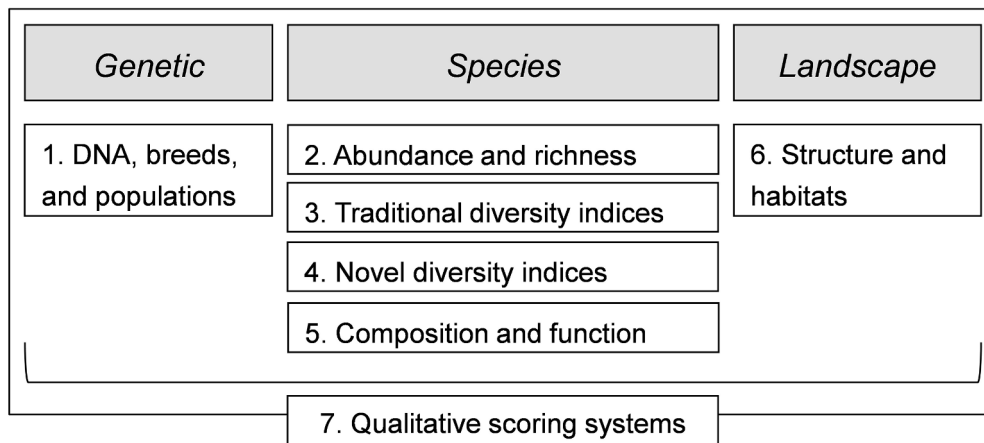 Genetic
Species
Landscape
1. DNA, breeds,
and populations
2. Abundance and richness
3. Traditional diversity indices
4. Novel diversity indices
5. Composition and function
6. Structure and
habitats
7. Qualitative scoring systems